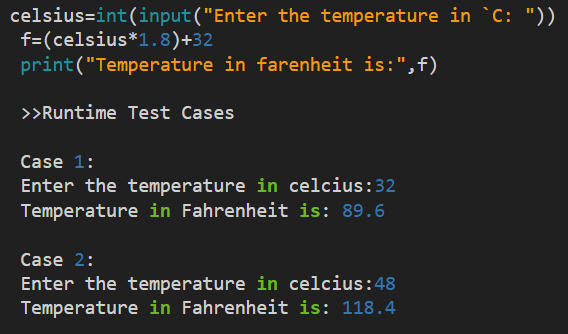 celsius=int(input("Enter the temperature in `C: "))
f=(celsius*1.8)+32
print("Temperature in farenheit is:",f)
>>Runtime Test Cases
Case 1:
Enter the temperature in celcius:32
Temperature in Fahrenheit is: 89.6
Case 2:
Enter the temperature in celcius:48
Temperature in Fahrenheit is: 118.4